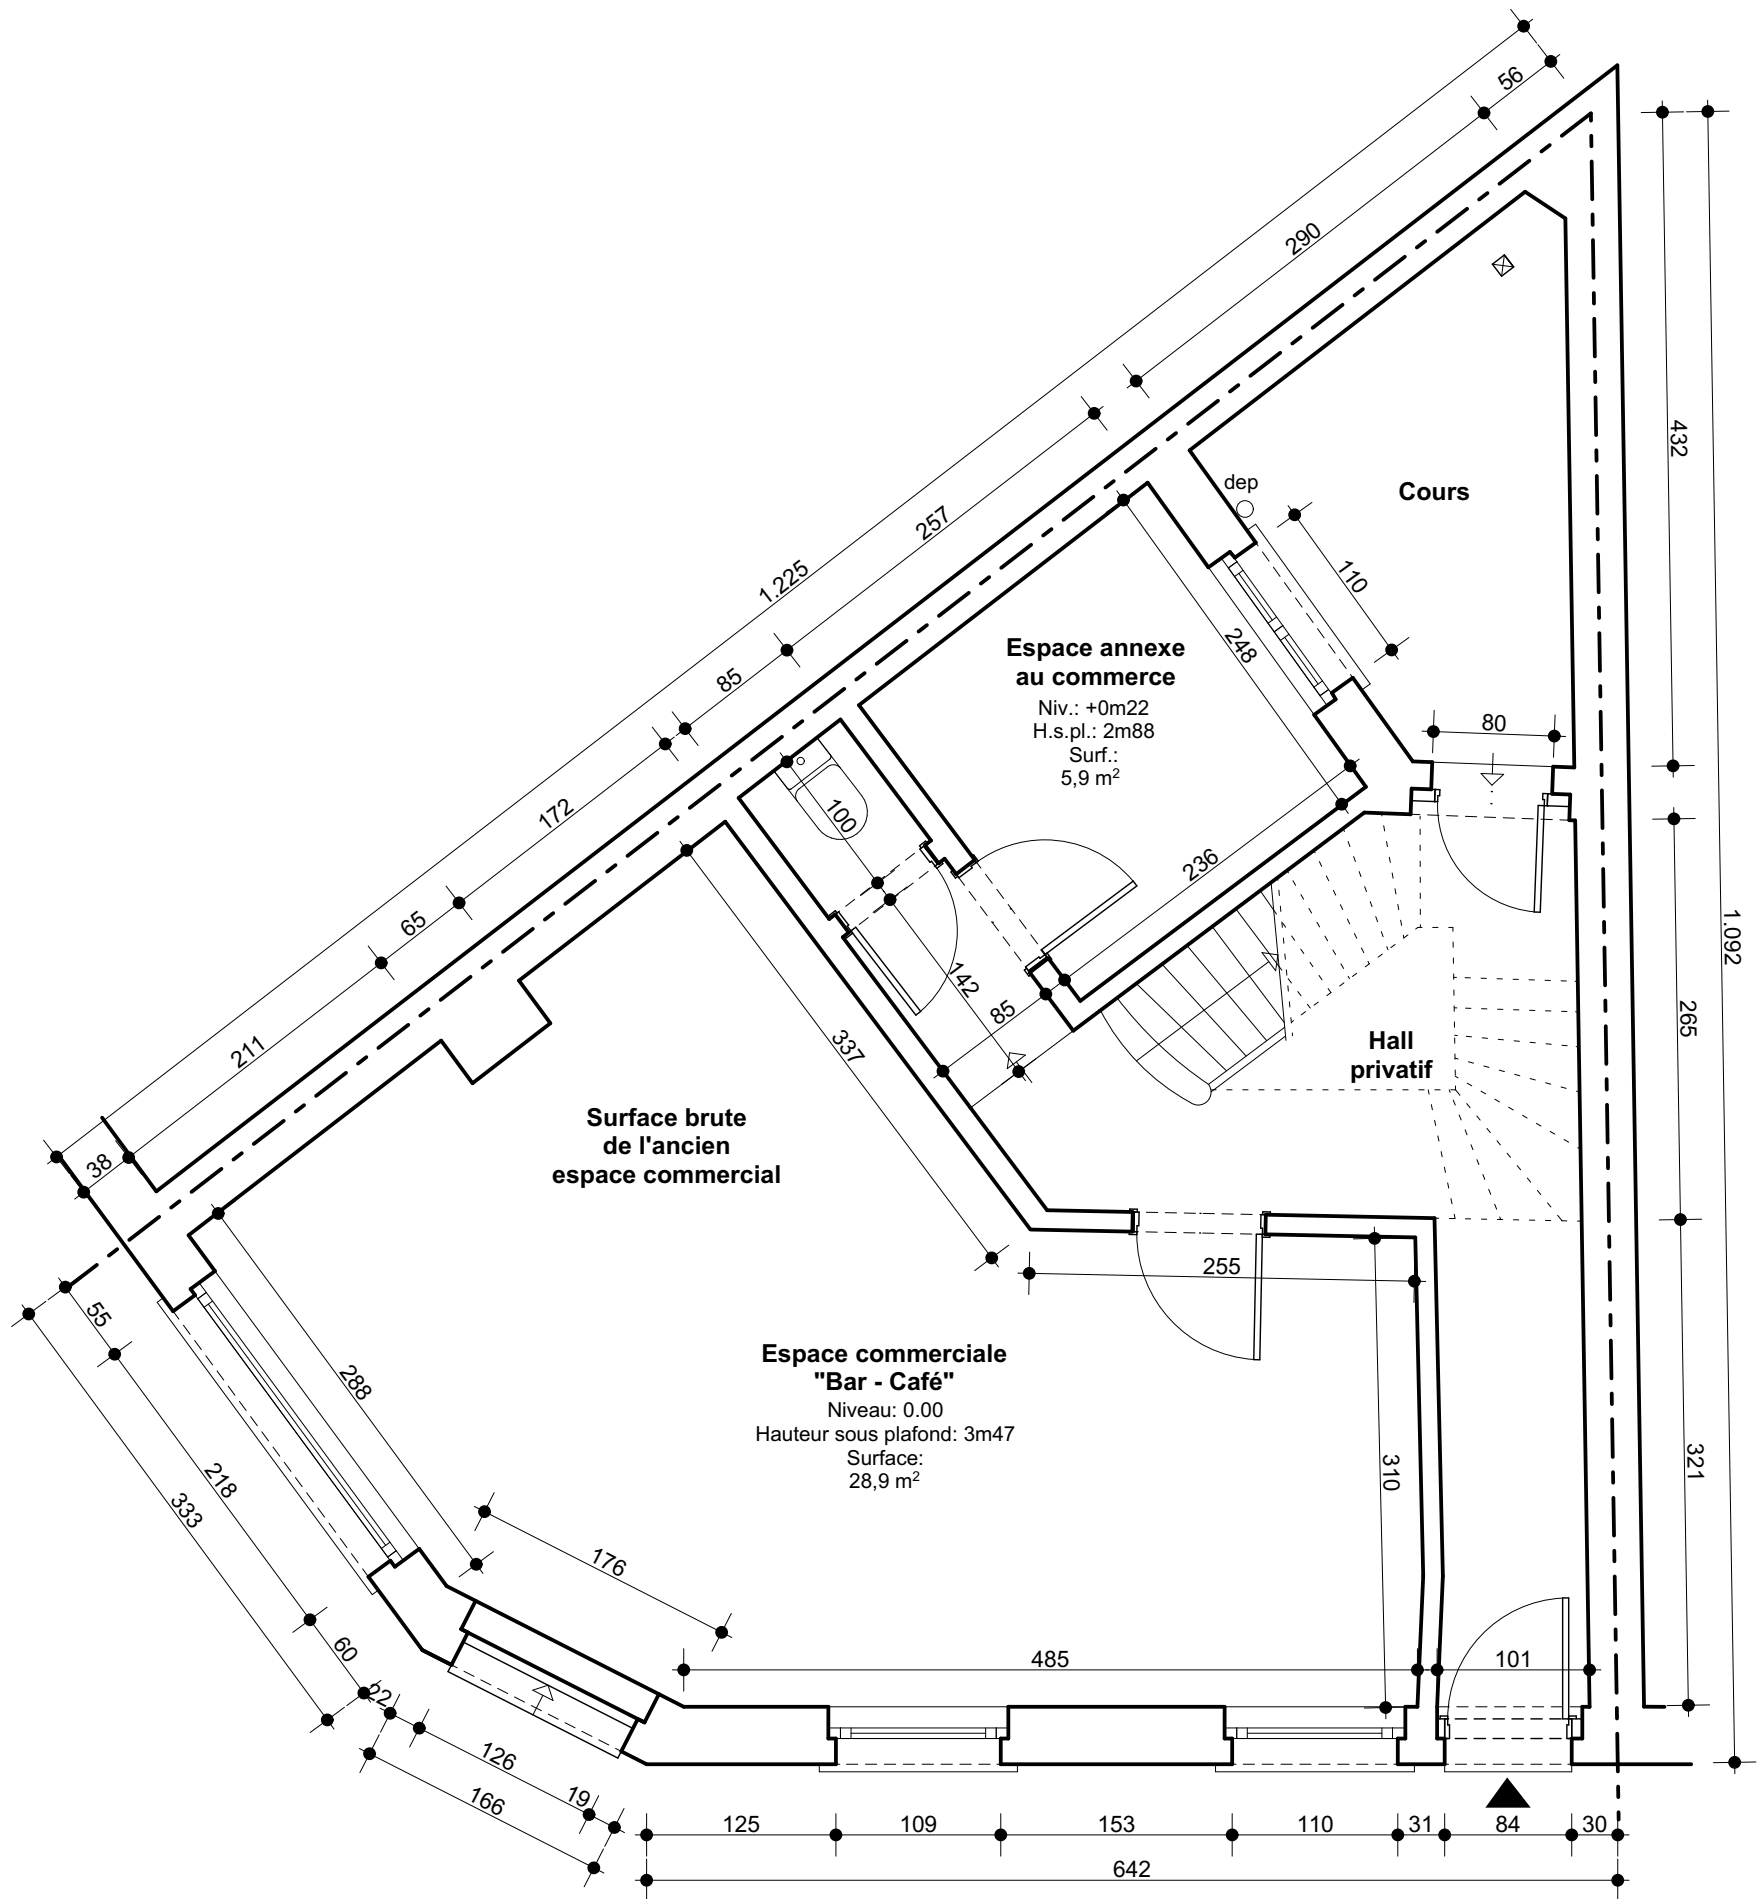 56
290
432
Cours
dep
257
1.225
110
248
Espace annexe
au commerce
Niv.: +0m22
H.s.pl.: 2m88
Surf.:
5,9 m²
85
80
172
100
236
65
1.092
142
85
265
211
337
Hall
privatif
38
Surface brute
de l'ancien
espace commercial
255
55
288
Espace commerciale
"Bar - Café"
Niveau: 0.00
Hauteur sous plafond: 3m47
Surface:
28,9 m²
310
321
218
333
176
60
485
101
22
126
166
19
125
109
153
110
31
84
30
642